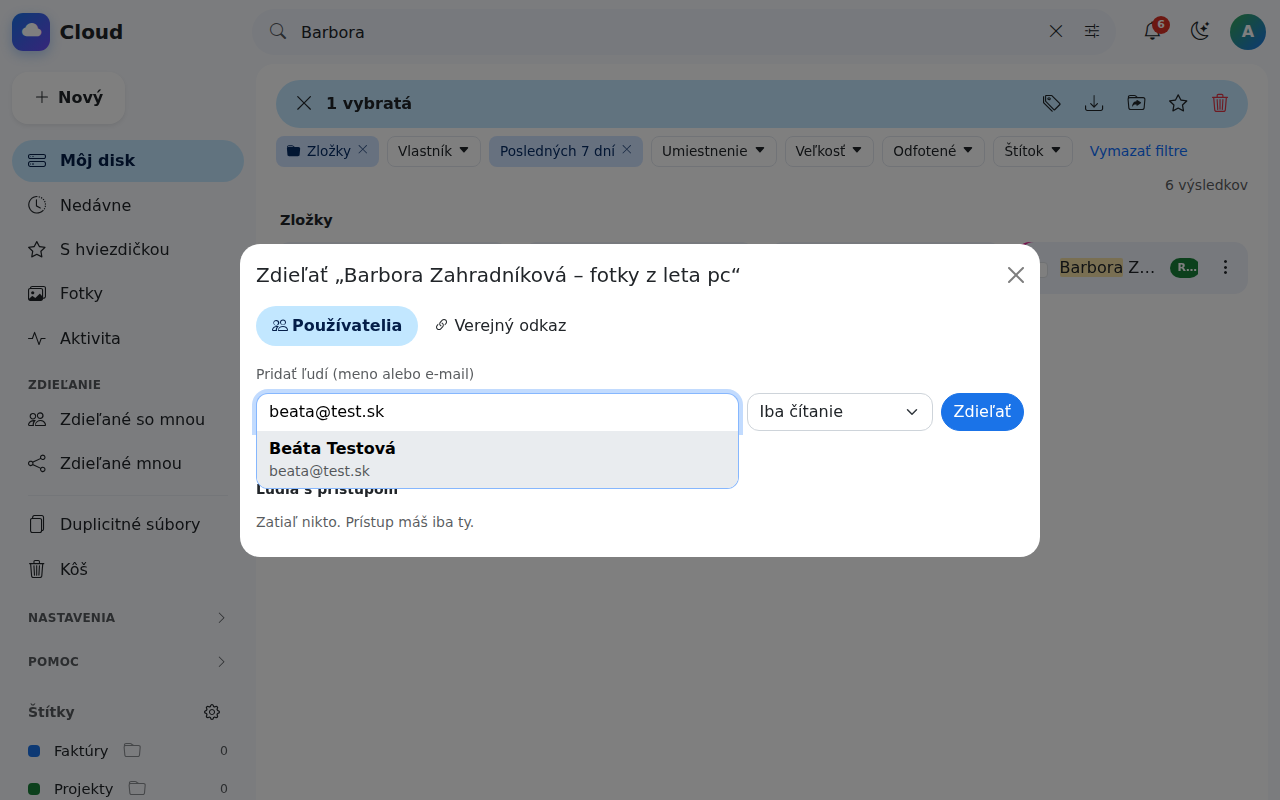 Cloud
Barbora
6
A
Nový
1 vybratá
Zložky
Vlastník
Posledných 7 dní
Umiestnenie
Veľkosť
Odfotené
Štítok
Vymazať filtre
6 výsledkov
Môj disk
Nedávne
S hviezdičkou
Fotky
Aktivita
ZDIEĽANIE
Zdieľané so mnou
Zdieľané mnou
Duplicitné súbory
Kôš
NASTAVENIA
POMOC
Štítky
Faktúry 0
Projekty 0
Zložky
Barbora Z...
R...
Zdieľať „Barbora Zahradníková – fotky z leta pc“
Používatelia
Verejný odkaz
Pridať ľudí (meno alebo e-mail)
beata@test.sk
Iba čítanie
Zdieľať
Beáta Testová
beata@test.sk
Ľudia s prístupom
Zatiaľ nikto. Prístup máš iba ty.